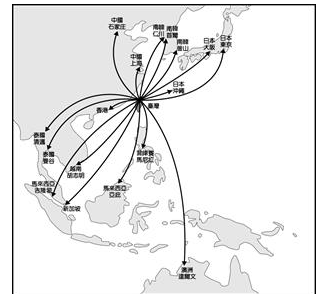 中國
石家庄
南韓
仁川
南韓
首爾
南韓
釜山
日本
大阪
日本
東京
中國
上海
日本
沖繩
香港
臺灣
泰國
清邁
泰國
曼谷
越南
胡志明
菲律賓
馬尼拉
馬來西亞
吉隆坡
馬來西亞
亞庇
新加坡
澳洲
達爾文